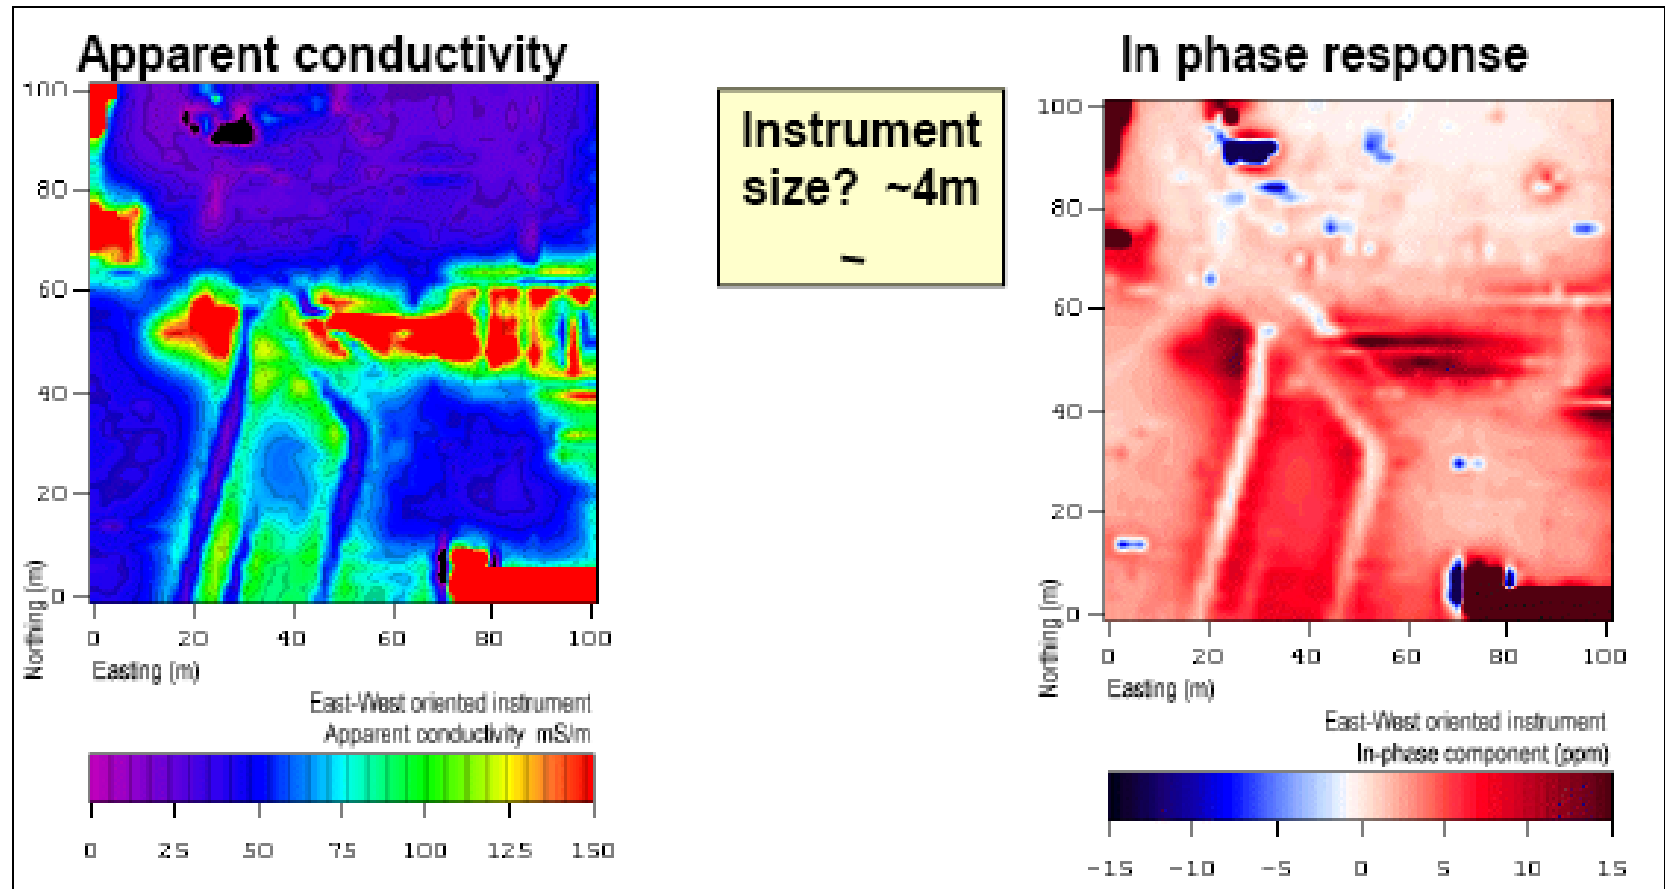 Apparent conductivity
100
80
60
40
20
0
Northing (m)
0 20 40 60 80 100
Easting (m)
East-West oriented instrument
Apparent conductivity mS/m
0 25 50 75 100 125 150
Instrument
size? ~4m
~
In phase response
100
80
60
40
20
0
Northing (m)
0 20 40 60 80 100
Easting (m)
East-West oriented instrument
In-phase component (ppm)
-15 -10 -5 0 5 10 15